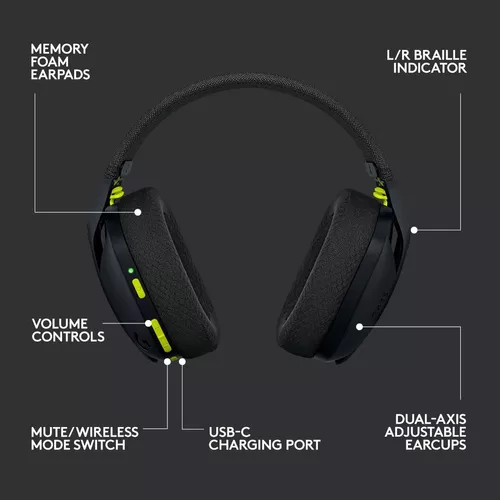 MEMORY
FOAM
EARPADS
L/R BRAILLE
INDICATOR
VOLUME
CONTROLS
MUTE/WIRELESS
MODE SWITCH
USB-C
CHARGING PORT
DUAL-AXIS
ADJUSTABLE
EARCUPS